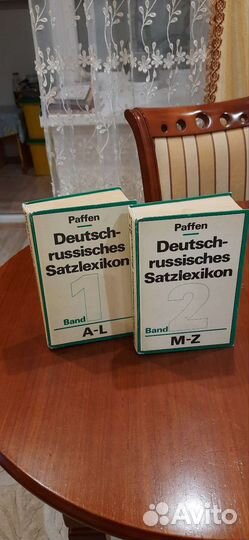 Paffen
Deutsch-
russisches
Satzlexikon
1
Band
A-L
Paffen
Deutsch-
russisches
Satzlexikon
2
Band
M-Z
Avito